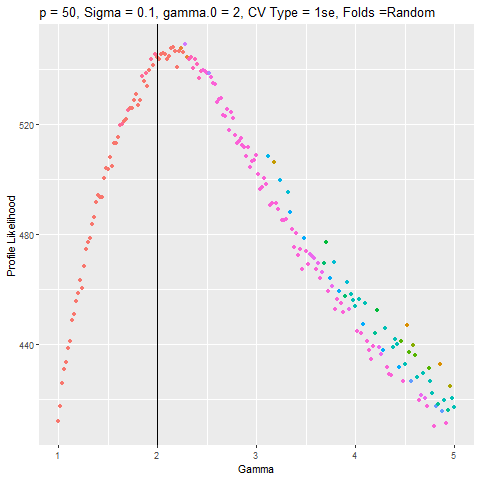 p = 50, Sigma = 0.1, gamma.0 = 2, CV Type = 1se, Folds =Random
Profile Likelihood
520
480
440
1 2 3 4 5
Gamma